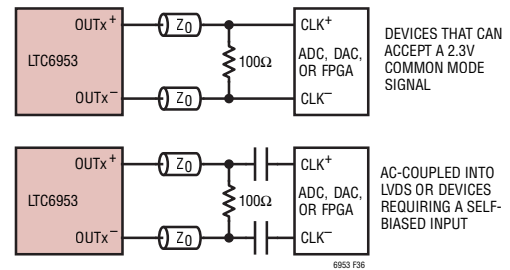 OUTx+
Z0
CLK+
LTC6953
100Ω
ADC, DAC,
OR FPGA
OUTx–
Z0
CLK–
DEVICES THAT CAN
ACCEPT A 2.3V
COMMON MODE
SIGNAL
OUTx+
Z0
CLK+
LTC6953
100Ω
ADC, DAC,
OR FPGA
OUTx–
Z0
CLK–
AC-COUPLED INTO
LVDS OR DEVICES
REQUIRING A SELF-
BIASED INPUT
6953 F36